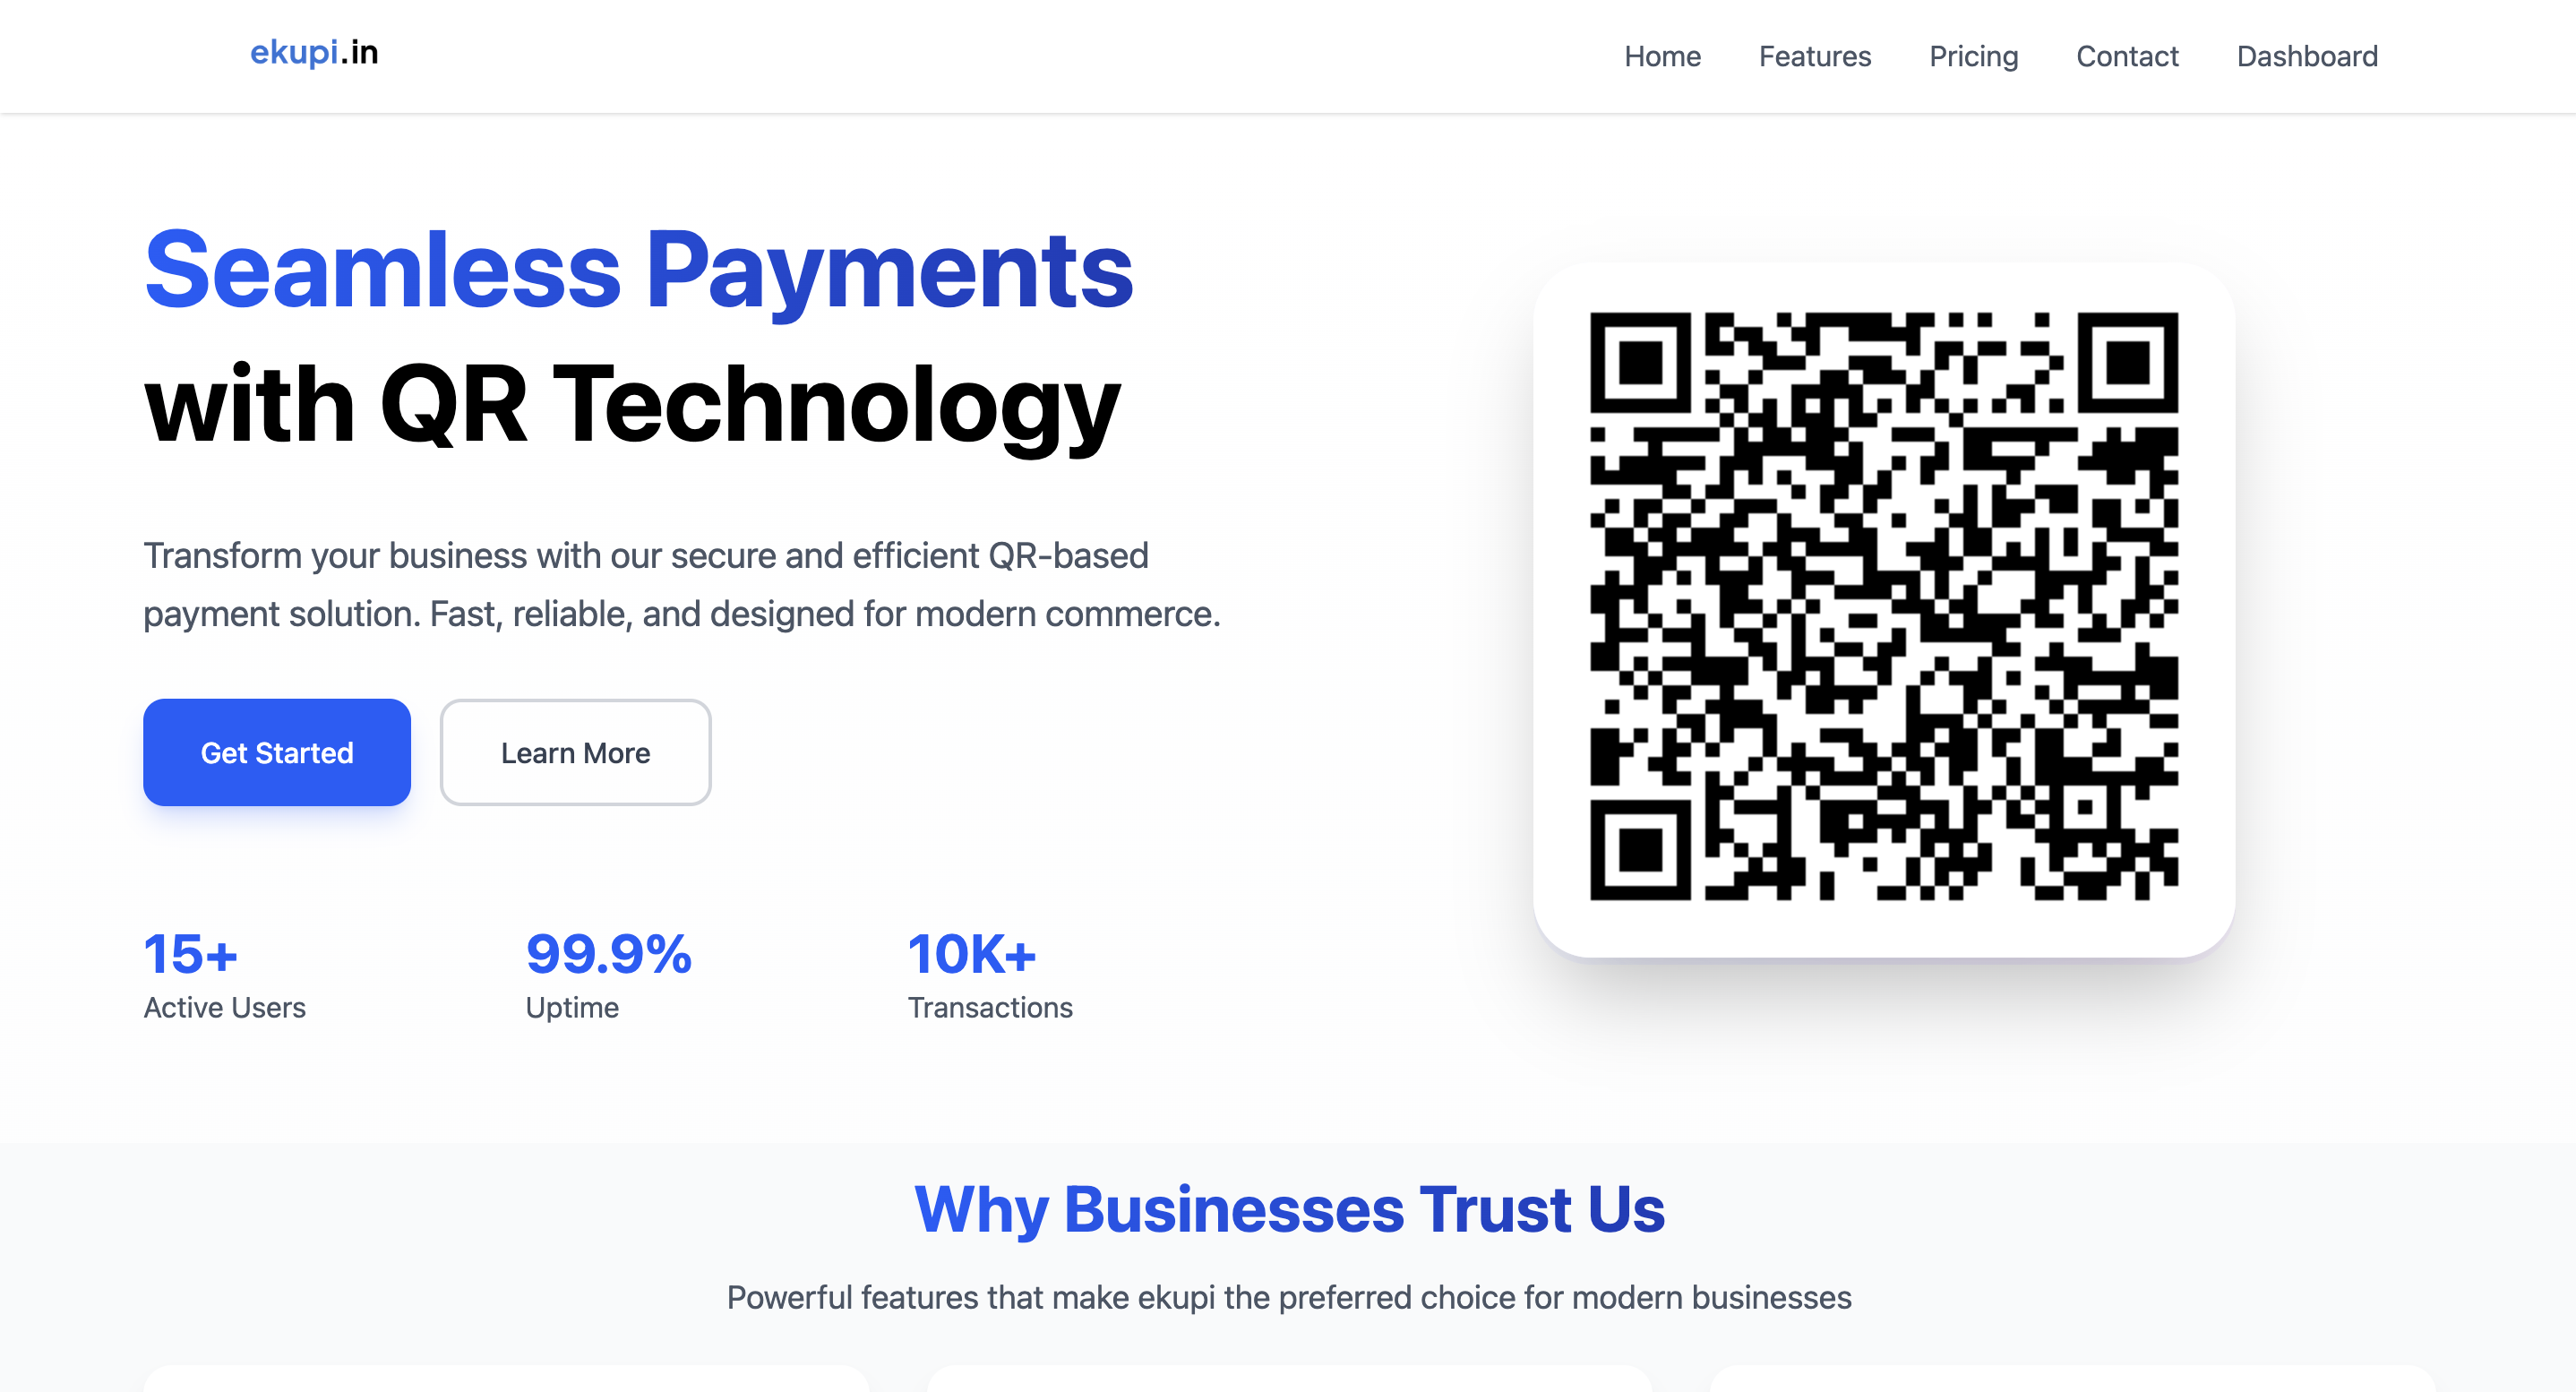 ekupi.in
Home Features Pricing Contact Dashboard
Seamless Payments
with QR Technology
Transform your business with our secure and efficient QR-based
payment solution. Fast, reliable, and designed for modern commerce.
Get Started
Learn More
15+
Active Users
99.9%
Uptime
10K+
Transactions
Why Businesses Trust Us
Powerful features that make ekupi the preferred choice for modern businesses